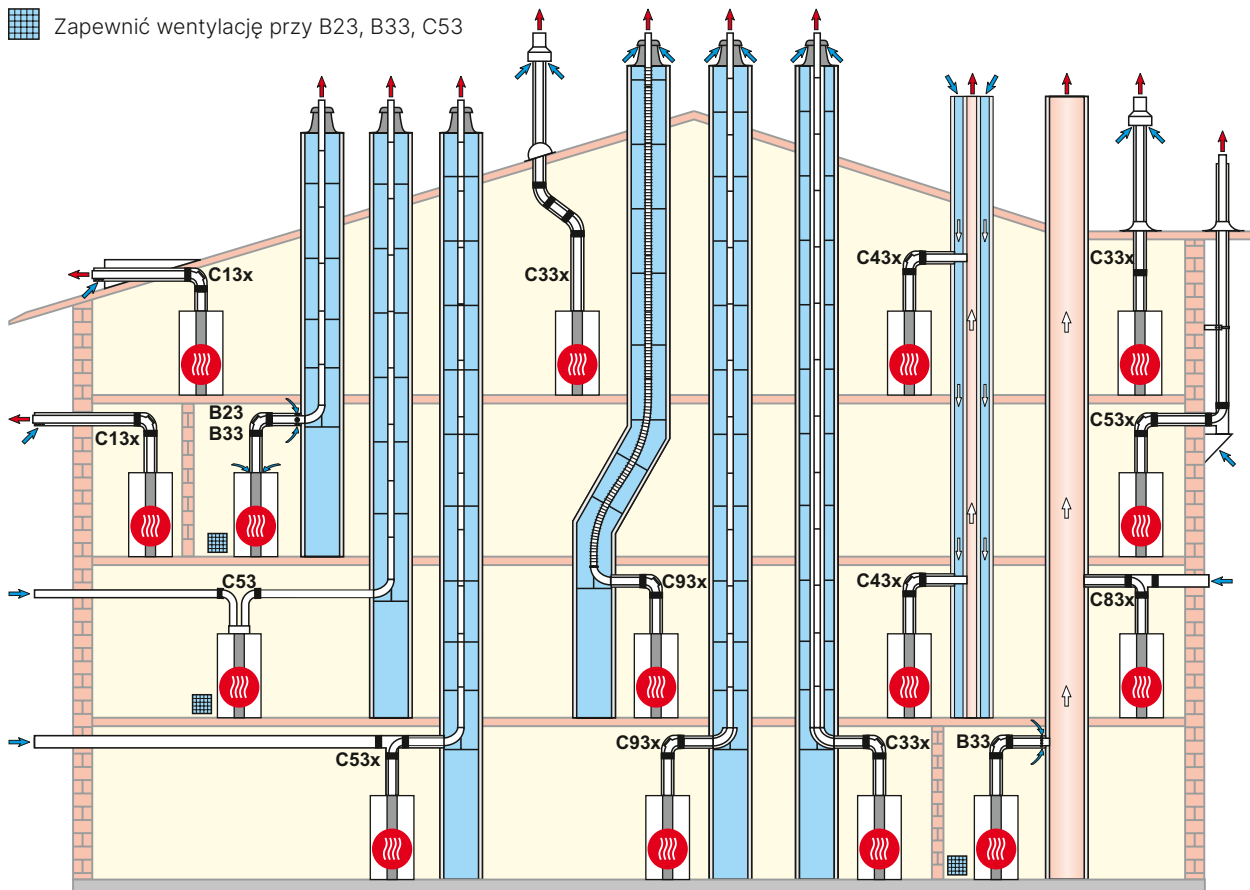 Zapewnić wentylację przy B23, B33, C53
C13x
C33x
C43x
C33x
C13x
B23
B33
C53x
C53
C93x
C43x
C83x
C53x
C93x
C33x
B33